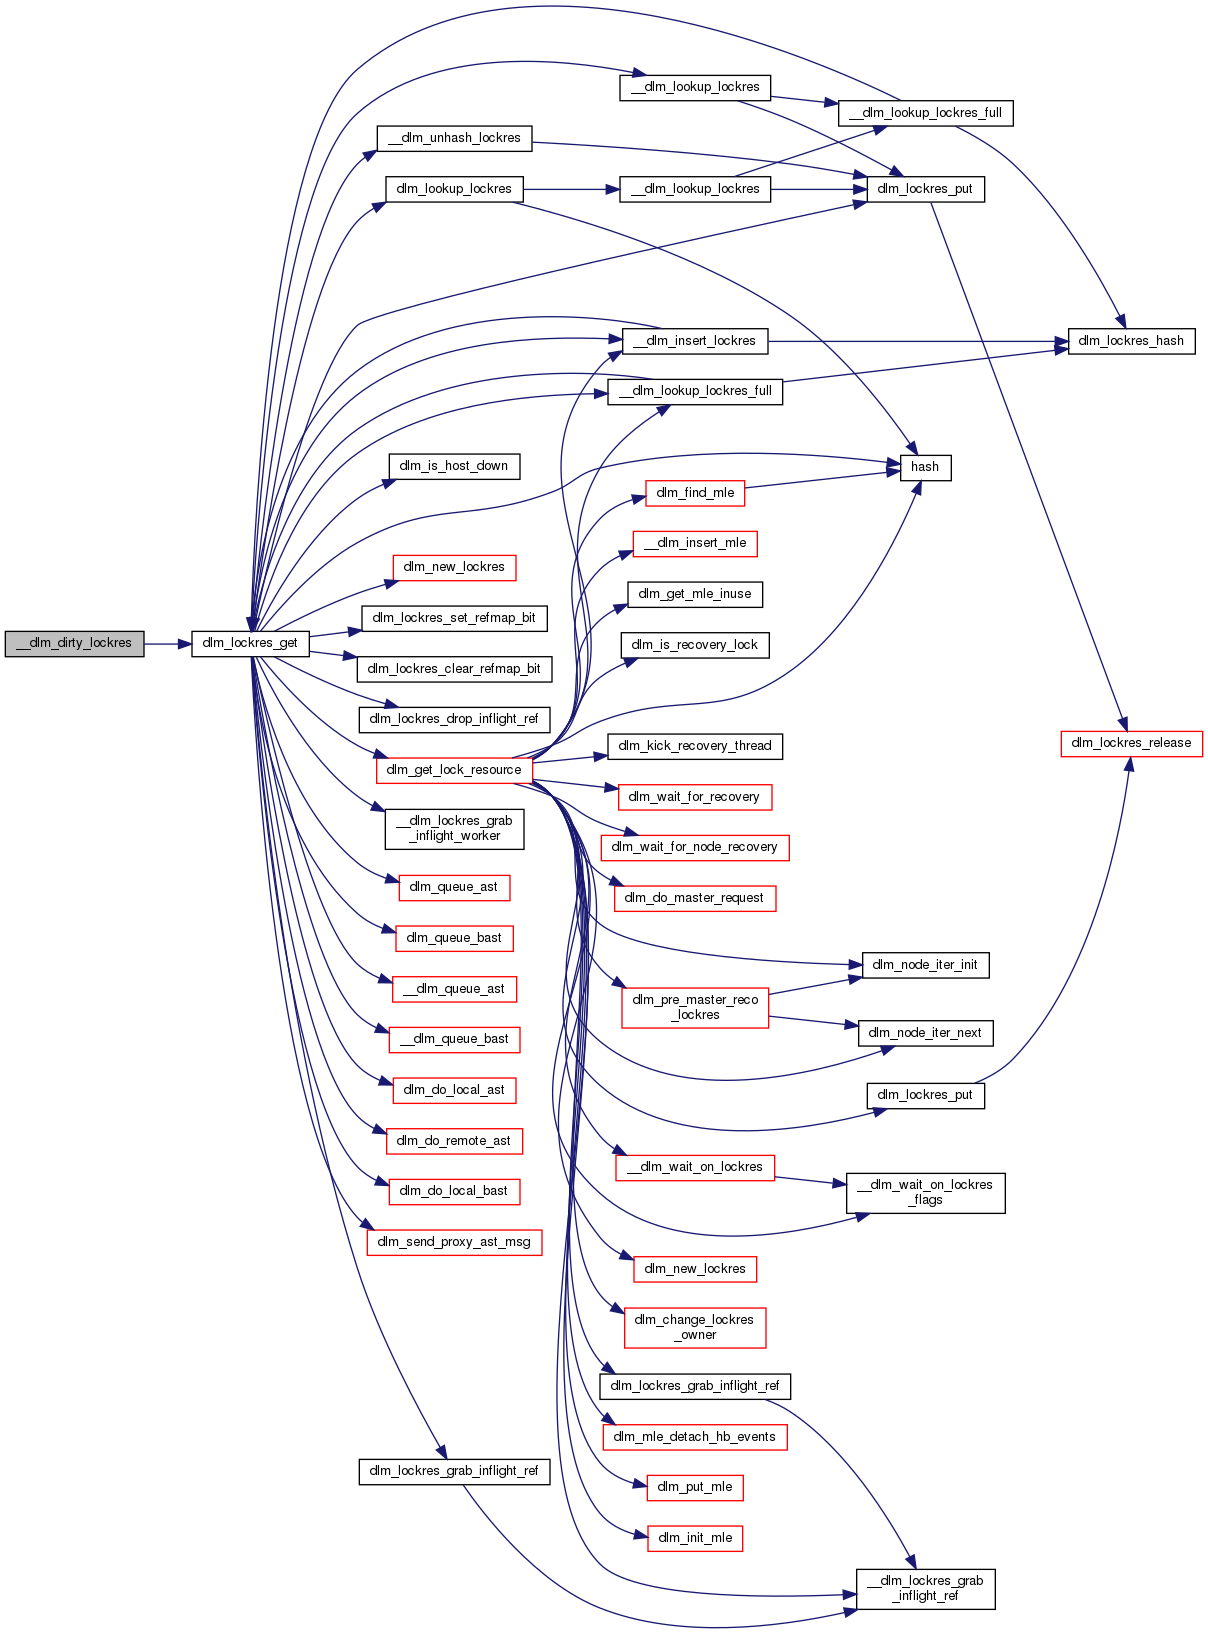 __dlm_lookup_lockres
__dlm_lookup_lockres_full
__dlm_unhash_lockres
dlm_lookup_lockres
__dlm_lookup_lockres
dlm_lockres_put
__dlm_insert_lockres
dlm_lockres_hash
__dlm_lookup_lockres_full
dlm_is_host_down
hash
dlm_find_mle
__dlm_insert_mle
dlm_new_lockres
dlm_get_mle_inuse
dlm_lockres_set_refmap_bit
__dlm_dirty_lockres
dlm_lockres_get
dlm_is_recovery_lock
dlm_lockres_clear_refmap_bit
dlm_lockres_drop_inflight_ref
dlm_kick_recovery_thread
dlm_lockres_release
dlm_get_lock_resource
dlm_wait_for_recovery
__dlm_lockres_grab
_inflight_worker
dlm_wait_for_node_recovery
dlm_queue_ast
dlm_do_master_request
dlm_queue_bast
dlm_node_iter_init
__dlm_queue_ast
dlm_pre_master_reco
_lockres
__dlm_queue_bast
dlm_node_iter_next
dlm_do_local_ast
dlm_lockres_put
dlm_do_remote_ast
__dlm_wait_on_lockres
dlm_do_local_bast
__dlm_wait_on_lockres
_flags
dlm_send_proxy_ast_msg
dlm_new_lockres
dlm_change_lockres
_owner
dlm_lockres_grab_inflight_ref
dlm_mle_detach_hb_events
dlm_lockres_grab_inflight_ref
dlm_put_mle
dlm_init_mle
__dlm_lockres_grab
_inflight_ref